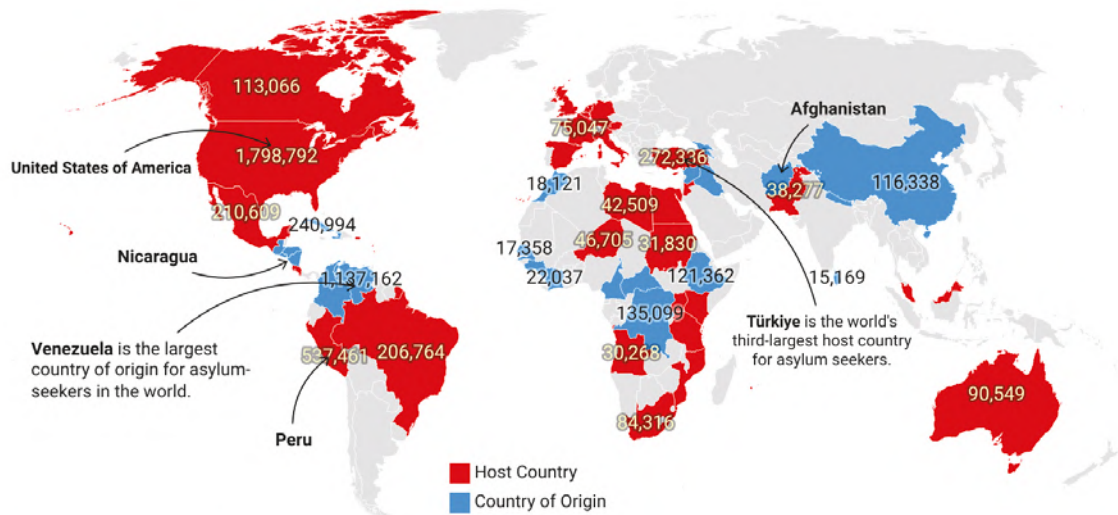 113,066
United States of America
1,798,792
75,047
Afghanistan
272,336
210,609
240,994
18,121
38,277
116,338
42,509
Nicaragua
46,705
31,830
17,358
1,137,162
22,037
121,362
15,169
135,099
Venezuela is the largest
country of origin for asylum-
seekers in the world.
537,461
206,764
30,268
Türkiye is the world's
third-largest host country
for asylum seekers.
90,549
84,316
Peru
Host Country
Country of Origin